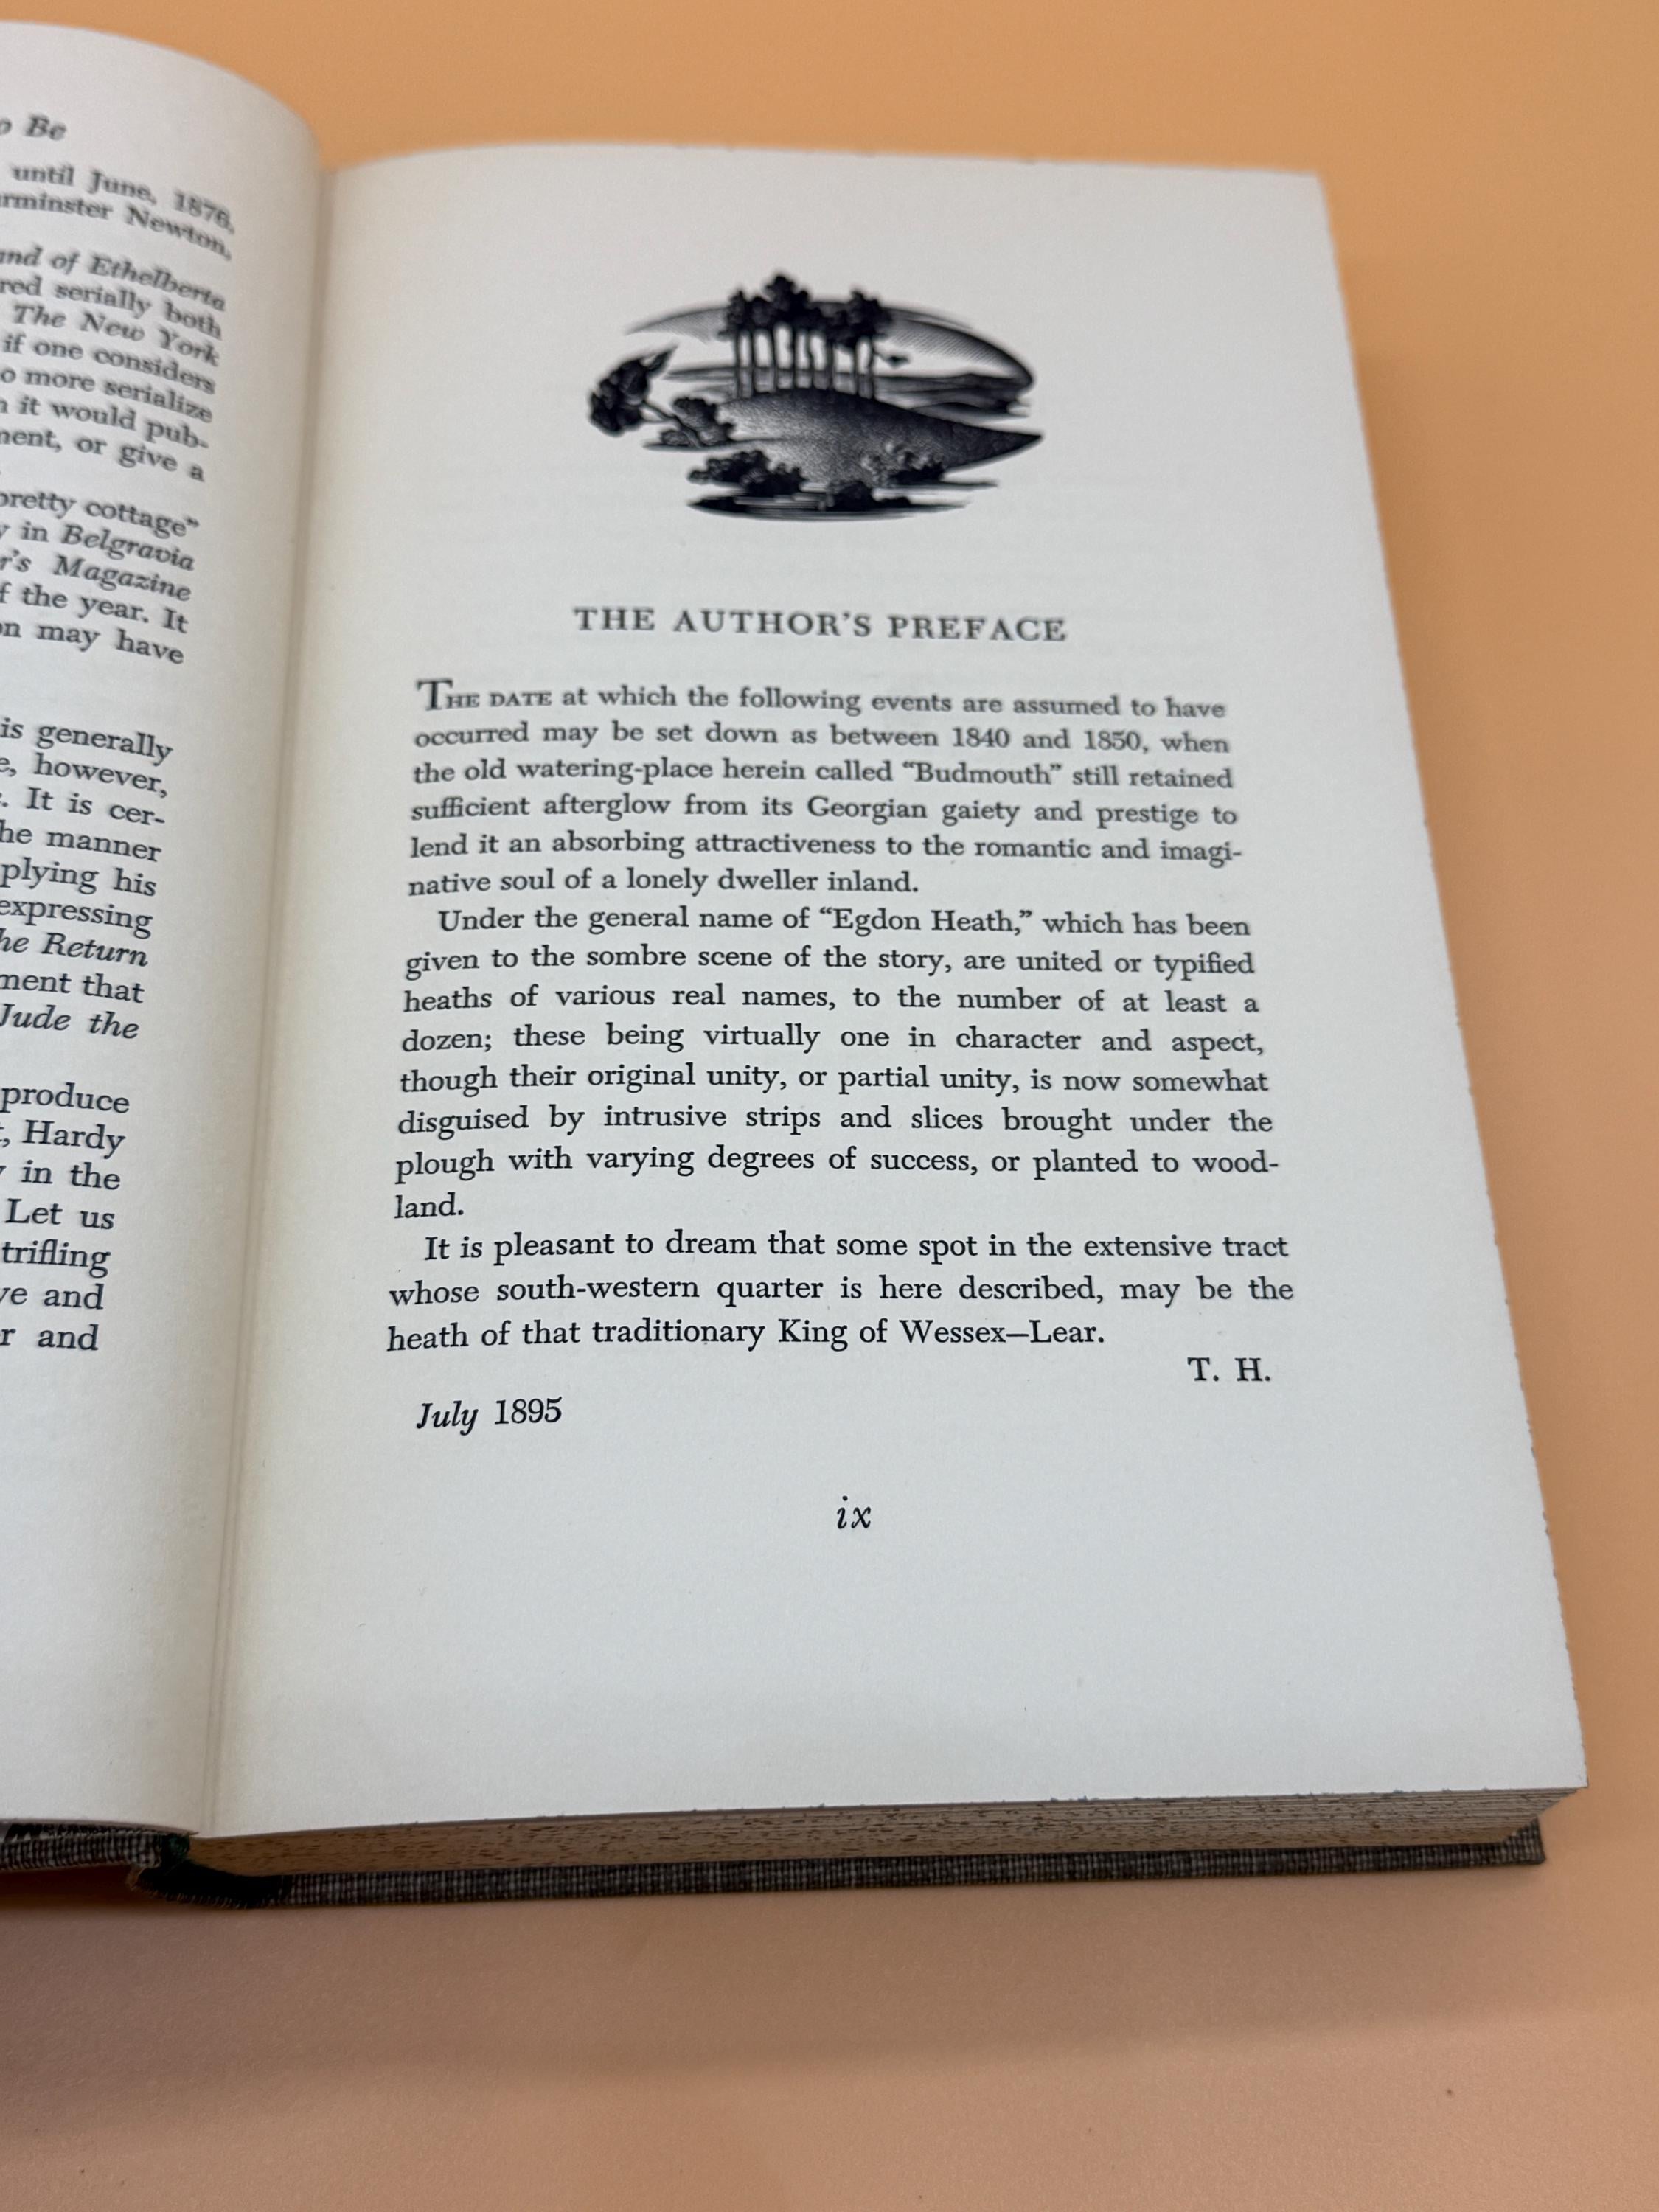 Be
until June, 1876,
Newton,
of Ethelberta
serially both
The New York
if one considers
more serialize
it would pub-
or give a
pretty cottage”
in Belgravia
Magazine
the year. It
may have
is generally
however,
It is cer-
manner
his
expressing
Return
that
Jude the
produce
Hardy
in the
Let us
trifling
and
and
THE AUTHOR’S PREFACE
THE DATE at which the following events are assumed to have
occurred may be set down as between 1840 and 1850, when
the old watering-place herein called “Budmouth” still retained
sufficient afterglow from its Georgian gaiety and prestige to
lend it an absorbing attractiveness to the romantic and imagi-
native soul of a lonely dweller inland.
Under the general name of “Egdon Heath,” which has been
given to the sombre scene of the story, are united or typified
heaths of various real names, to the number of at least a
dozen; these being virtually one in character and aspect,
though their original unity, or partial unity, is now somewhat
disguised by intrusive strips and slices brought under the
plough with varying degrees of success, or planted to wood-
land.
It is pleasant to dream that some spot in the extensive tract
whose south-western quarter is here described, may be the
heath of that traditionary King of Wessex—Lear.
T. H.
July 1895
ix